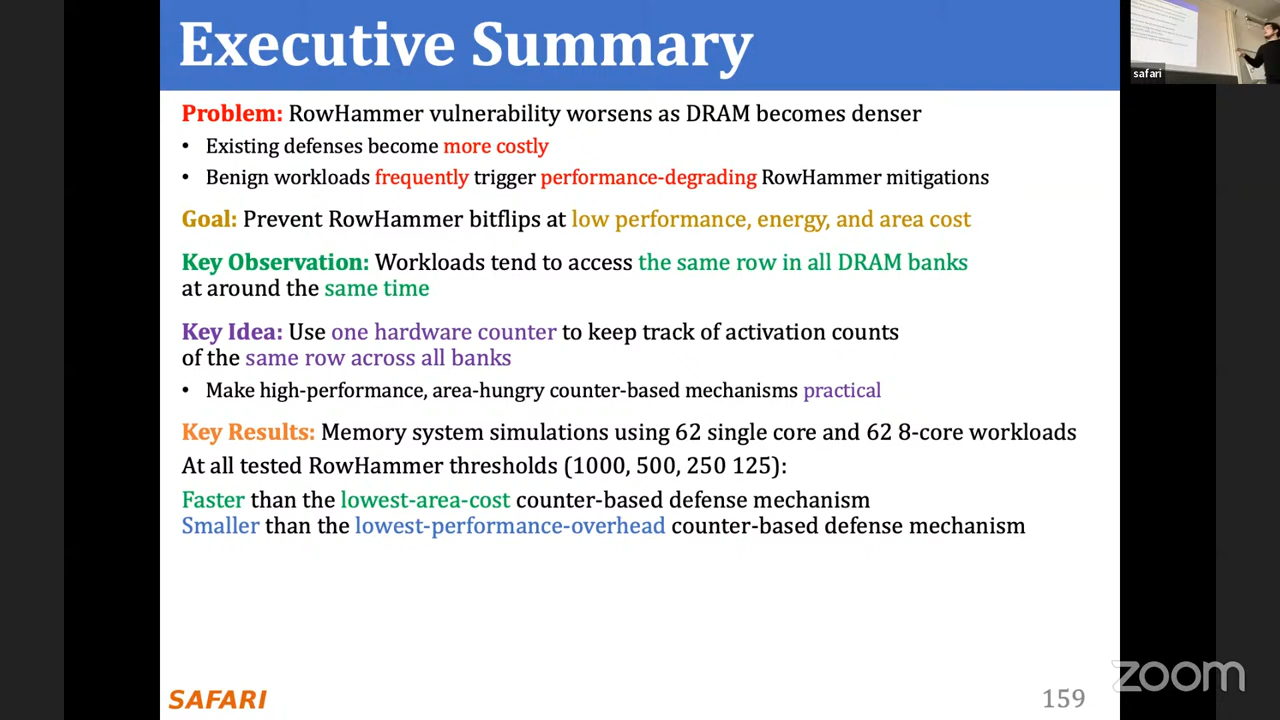 Executive Summary
safari
Problem: RowHammer vulnerability worsens as DRAM becomes denser
• Existing defenses become more costly
• Benign workloads frequently trigger performance-degrading RowHammer mitigations
Goal: Prevent RowHammer bitflips at low performance, energy, and area cost
Key Observation: Workloads tend to access the same row in all DRAM banks
at around the same time
Key Idea: Use one hardware counter to keep track of activation counts
of the same row across all banks
• Make high-performance, area-hungry counter-based mechanisms practical
Key Results: Memory system simulations using 62 single core and 62 8-core workloads
At all tested RowHammer thresholds (1000, 500, 250 125):
Faster than the lowest-area-cost counter-based defense mechanism
Smaller than the lowest-performance-overhead counter-based defense mechanism
SAFARI
159
zoom